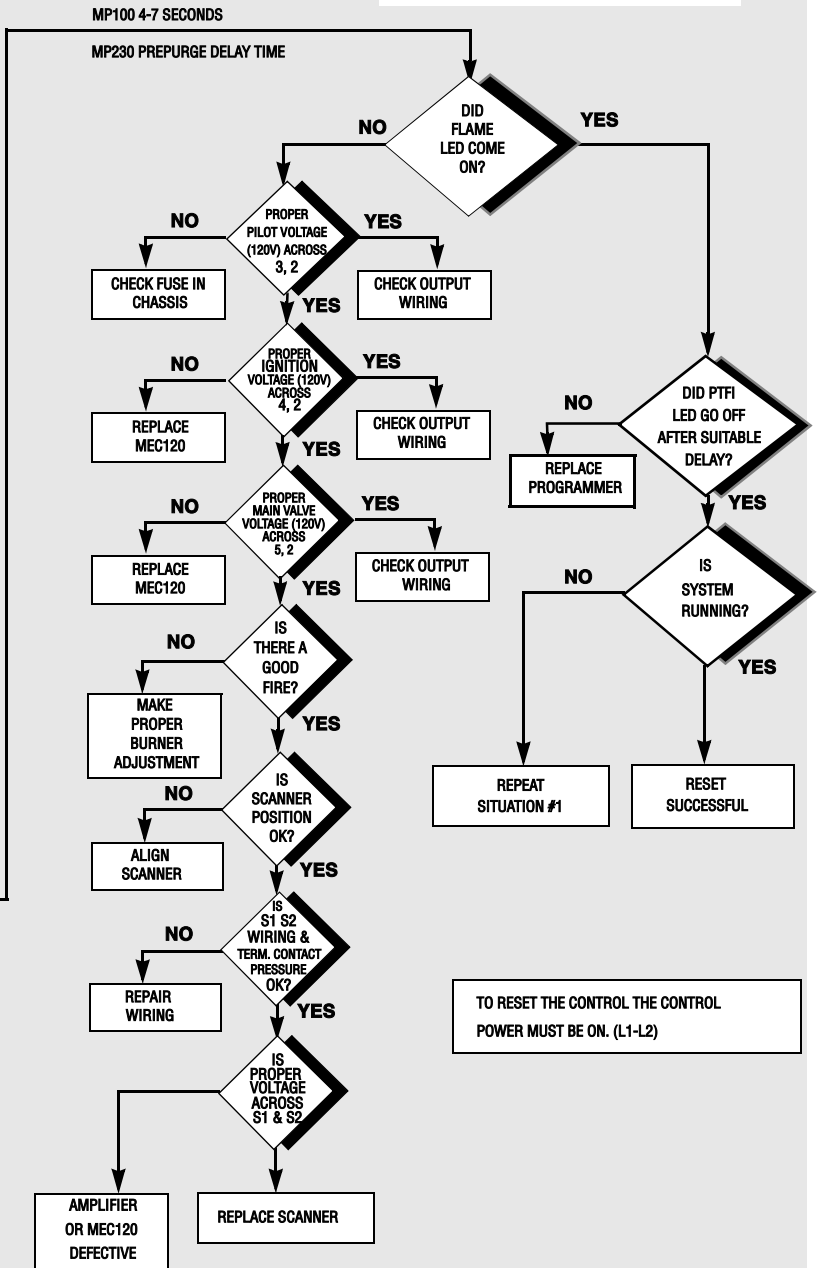 MP100 4-7 SECONDS
MP230 PREPURGE DELAY TIME
DID
FLAME
LED COME
ON?
NO
YES
PROPER
PILOT VOLTAGE
(120V) ACROSS
3, 2
NO
YES
CHECK FUSE IN
CHASSIS
CHECK OUTPUT
WIRING
YES
PROPER
IGNITION
VOLTAGE (120V)
ACROSS
4, 2
NO
YES
REPLACE
MEC120
CHECK OUTPUT
WIRING
YES
PROPER
MAIN VALVE
VOLTAGE (120V)
ACROSS
5, 2
NO
YES
REPLACE
MEC120
CHECK OUTPUT
WIRING
YES
IS
THERE A
GOOD
FIRE?
NO
MAKE
PROPER
BURNER
ADJUSTMENT
YES
IS
SCANNER
POSITION
OK?
NO
ALIGN
SCANNER
YES
IS
S1 S2
WIRING &
TERM. CONTACT
PRESSURE
OK?
NO
REPAIR
WIRING
YES
IS
PROPER
VOLTAGE
ACROSS
S1 & S2
AMPLIFIER
OR MEC120
DEFECTIVE
REPLACE SCANNER
DID PTFI
LED GO OFF
AFTER SUITABLE
DELAY?
NO
REPLACE
PROGRAMMER
YES
IS
SYSTEM
RUNNING?
NO
YES
REPEAT
SITUATION #1
RESET
SUCCESSFUL
TO RESET THE CONTROL THE CONTROL
POWER MUST BE ON. (L1-L2)